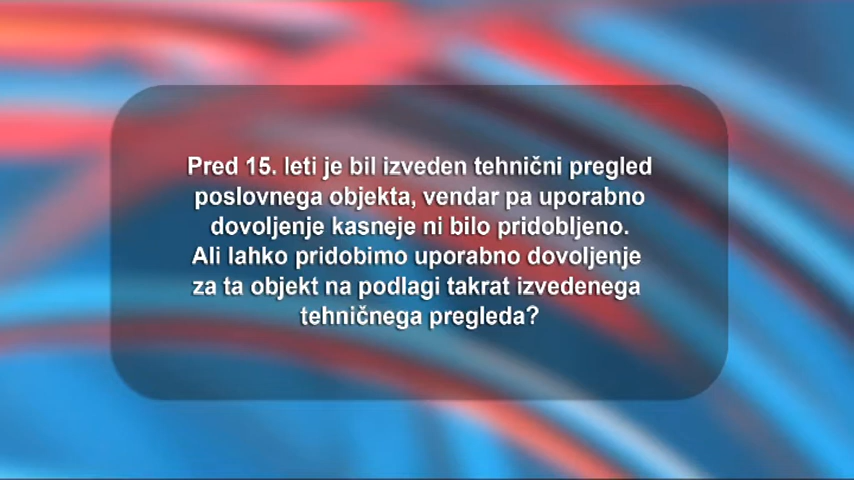 Pred 15. leti je bil izveden tehnični pregled
poslovnega objekta, vendar pa uporabno
dovoljenje kasneje ni bilo pridobljeno.
Ali lahko pridobimo uporabno dovoljenje
za ta objekt na podlagi takrat izvedenega
tehničnega pregleda?